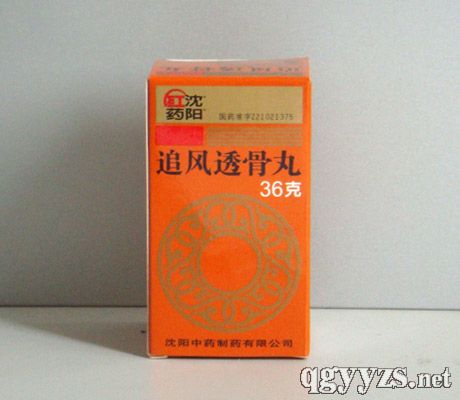 沈阳
红药
国药准字Z21021375
追风透骨丸
36克
沈阳中药制药有限公司
qgyyzs.net